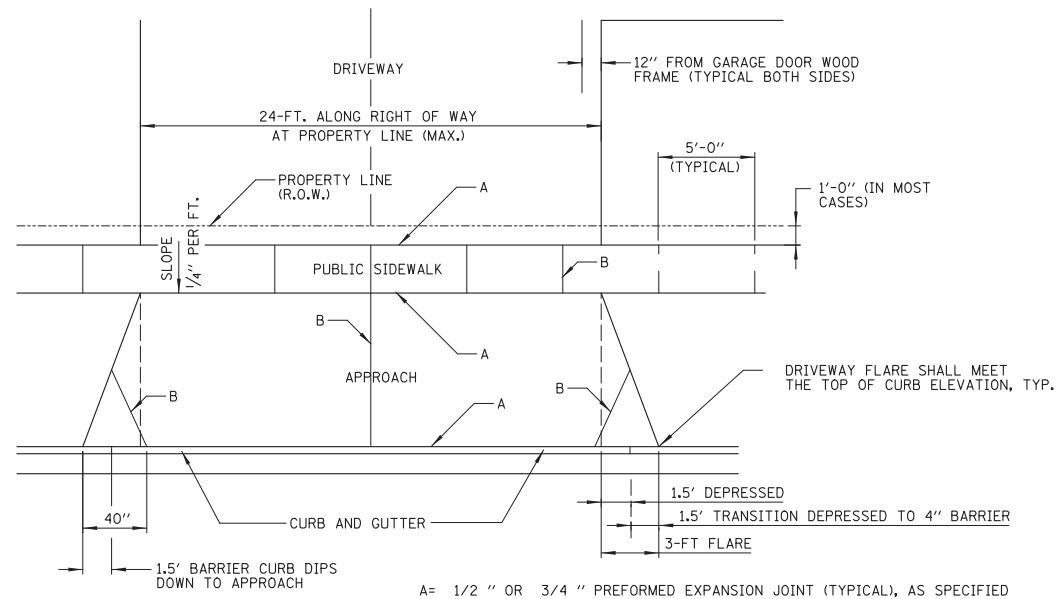 DRIVEWAY
12" FROM GARAGE DOOR WOOD
FRAME (TYPICAL BOTH SIDES)
24-FT. ALONG RIGHT OF WAY
AT PROPERTY LINE (MAX.)
5'-0"
(TYPICAL)
PROPERTY LINE
(R.O.W.)
A
1'-0" (IN MOST
CASES)
SLOPE
1/4" PER FT.
PUBLIC SIDEWALK
B
B
A
APPROACH
DRIVEWAY FLARE SHALL MEET
THE TOP OF CURB ELEVATION, TYP.
B
B
A
1.5' DEPRESSED
40"
CURB AND GUTTER
1.5' TRANSITION DEPRESSED TO 4" BARRIER
3-FT FLARE
1.5' BARRIER CURB DIPS
DOWN TO APPROACH
A= 1/2 " OR 3/4 " PREFORMED EXPANSION JOINT (TYPICAL), AS SPECIFIED